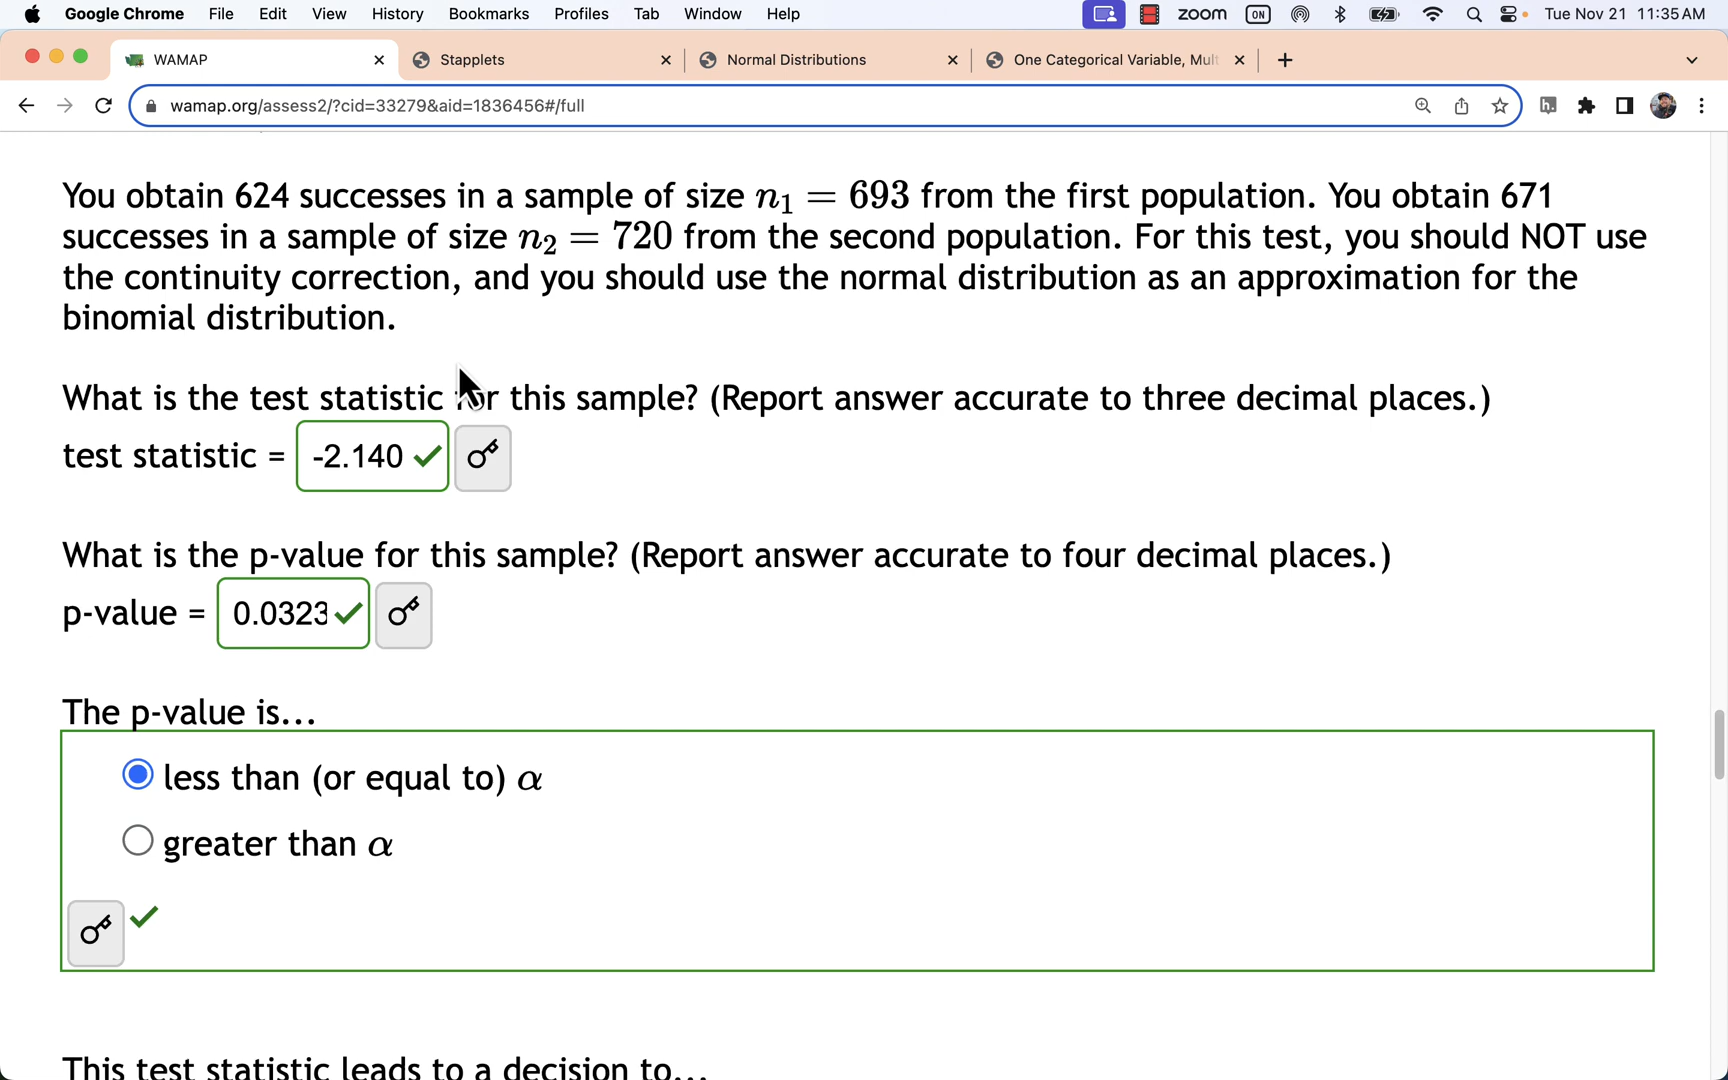 Google Chrome File Edit View History Bookmarks Profiles Tab Window Help zoom ON Tue Nov 21 11:35 AM
WAMAP Stapplets Normal Distributions One Categorical Variable, Mult
wamap.org/assess2/?cid=33279&aid=1836456#/full h.
You obtain 624 successes in a sample of size n₁ = 693 from the first population. You obtain 671
successes in a sample of size n₂ = 720 from the second population. For this test, you should NOT use
the continuity correction, and you should use the normal distribution as an approximation for the
binomial distribution.
What is the test statistic for this sample? (Report answer accurate to three decimal places.)
test statistic = -2.140
What is the p-value for this sample? (Report answer accurate to four decimal places.)
p-value = 0.0323
The p-value is...
less than (or equal to) α
greater than α
This test statistic leads to a decision to...